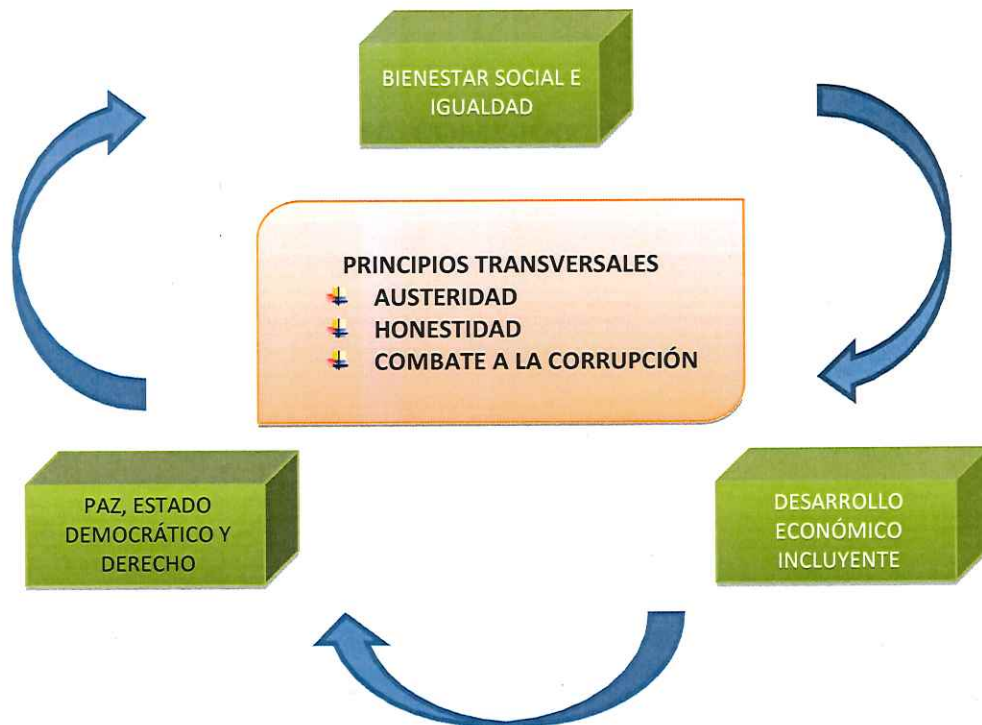 BIENESTAR SOCIAL E
IGUALDAD
PRINCIPIOS TRANSVERSALES
AUSTERIDAD
HONESTIDAD
COMBATE A LA CORRUPCIÓN
PAZ, ESTADO
DEMOCRÁTICO Y
DERECHO
DESARROLLO
ECONÓMICO
INCLUYENTE